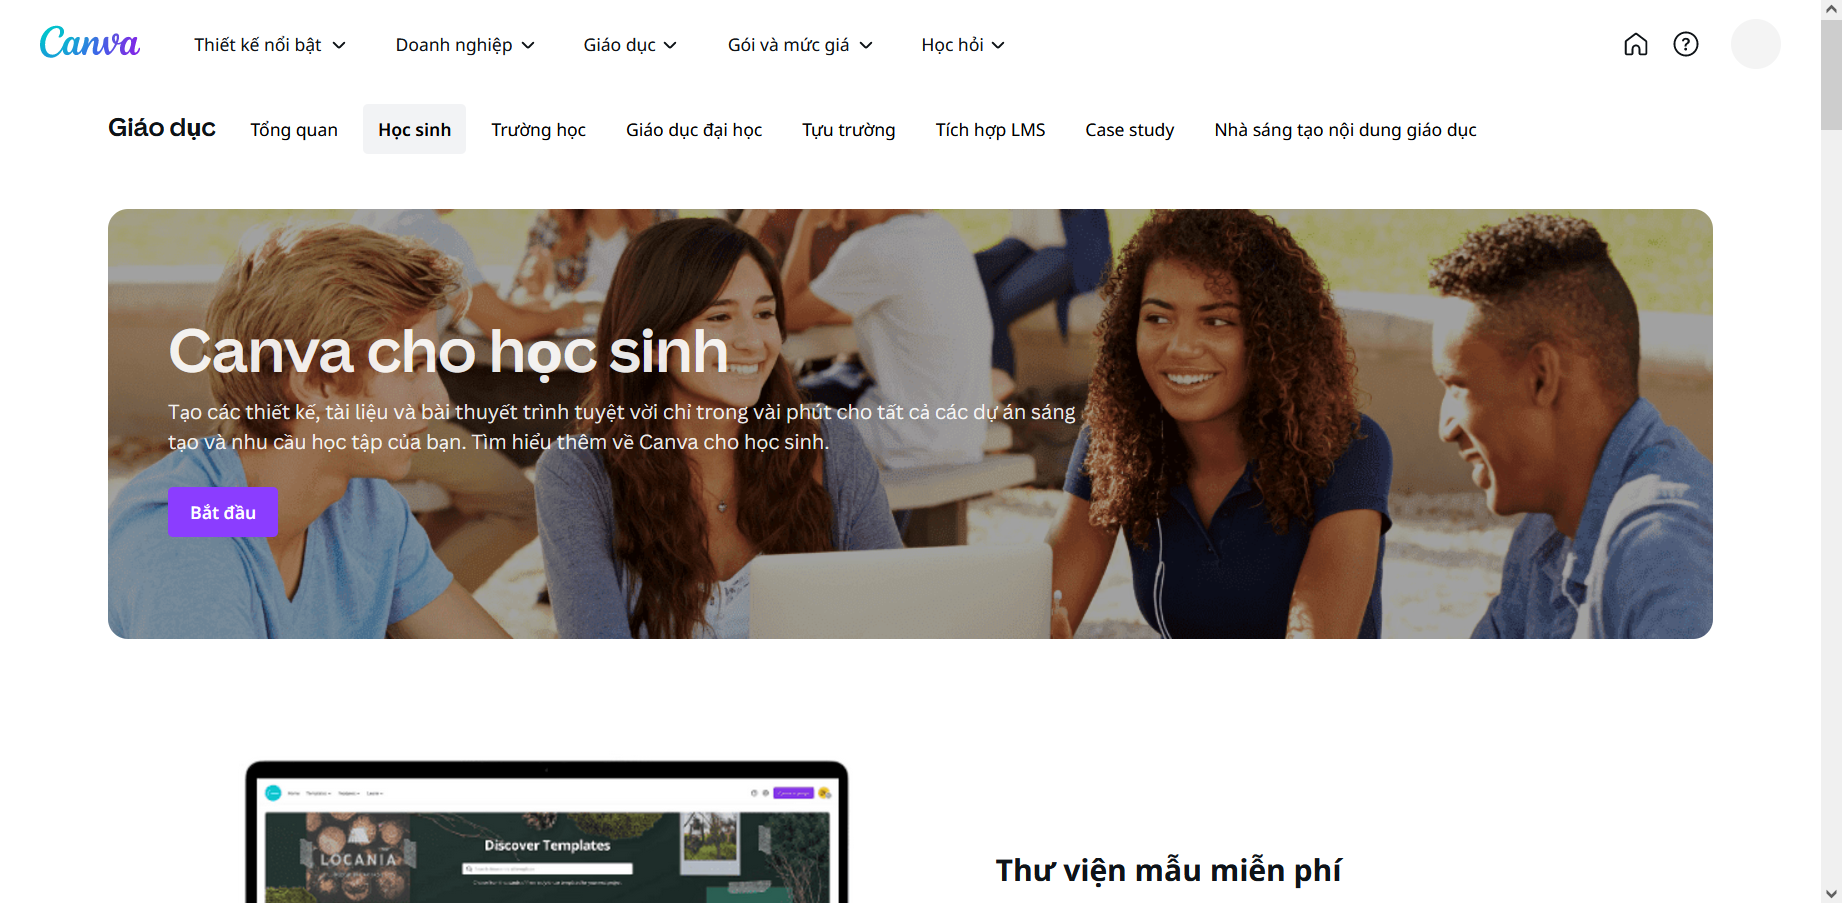 Canva
Thiết kế nổi bật
Doanh nghiệp
Giáo dục
Gói và mức giá
Học hỏi
Giáo dục
Tổng quan
Học sinh
Trường học
Giáo dục đại học
Tựu trường
Tích hợp LMS
Case study
Nhà sáng tạo nội dung giáo dục
Canva cho học sinh
Tạo các thiết kế, tài liệu và bài thuyết trình tuyệt vời chỉ trong vài phút cho tất cả các dự án sáng
tạo và nhu cầu học tập của bạn. Tìm hiểu thêm về Canva cho học sinh.
Bắt đầu
Discover Templates
LOCANIA
Thư viện mẫu miễn phí